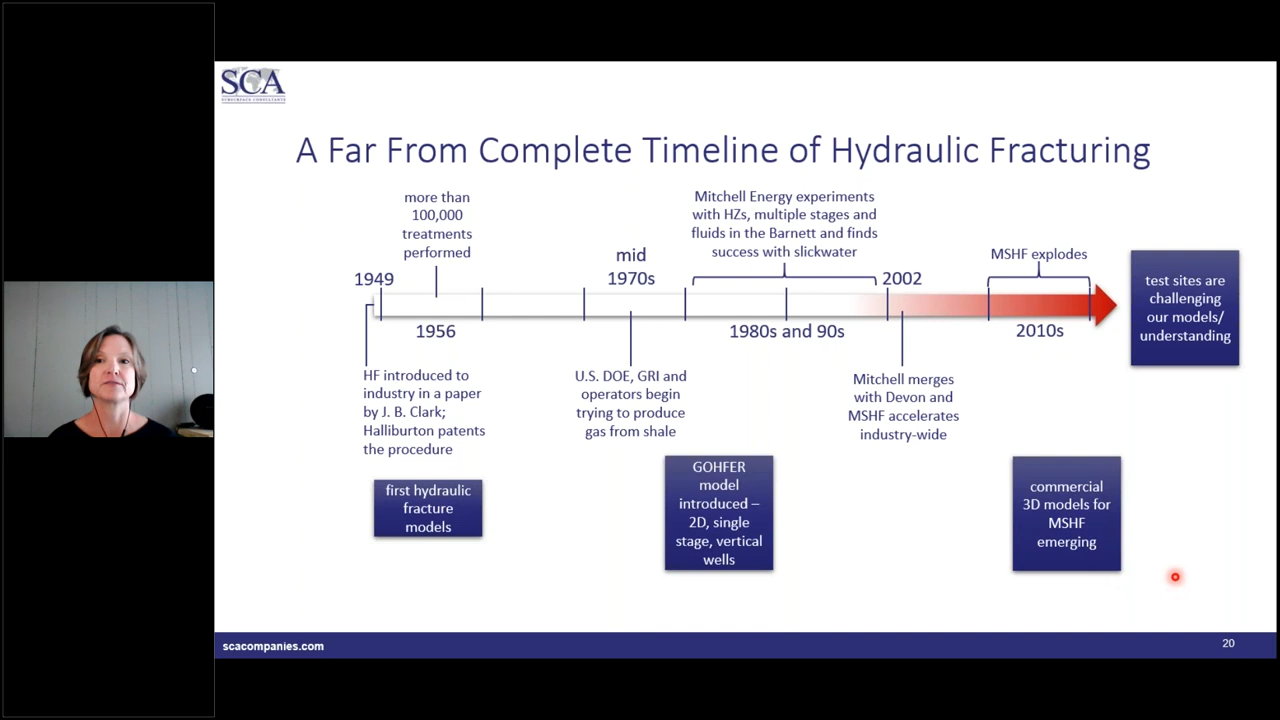 SCA
SUBSURFACE CONSULTANTS
A Far From Complete Timeline of Hydraulic Fracturing
more than
100,000
treatments
performed
Mitchell Energy experiments
with HZs, multiple stages and
fluids in the Barnett and finds
success with slickwater
mid
1970s
MSHF explodes
1949
2002
test sites are
challenging
our models/
understanding
1956
1980s and 90s
2010s
HF introduced to
industry in a paper
by J. B. Clark;
Halliburton patents
the procedure
U.S. DOE, GRI and
operators begin
trying to produce
gas from shale
Mitchell merges
with Devon and
MSHF accelerates
industry-wide
first hydraulic
fracture
models
GOHFER
model
introduced –
2D, single
stage, vertical
wells
commercial
3D models for
MSHF
emerging
scacompanies.com
20